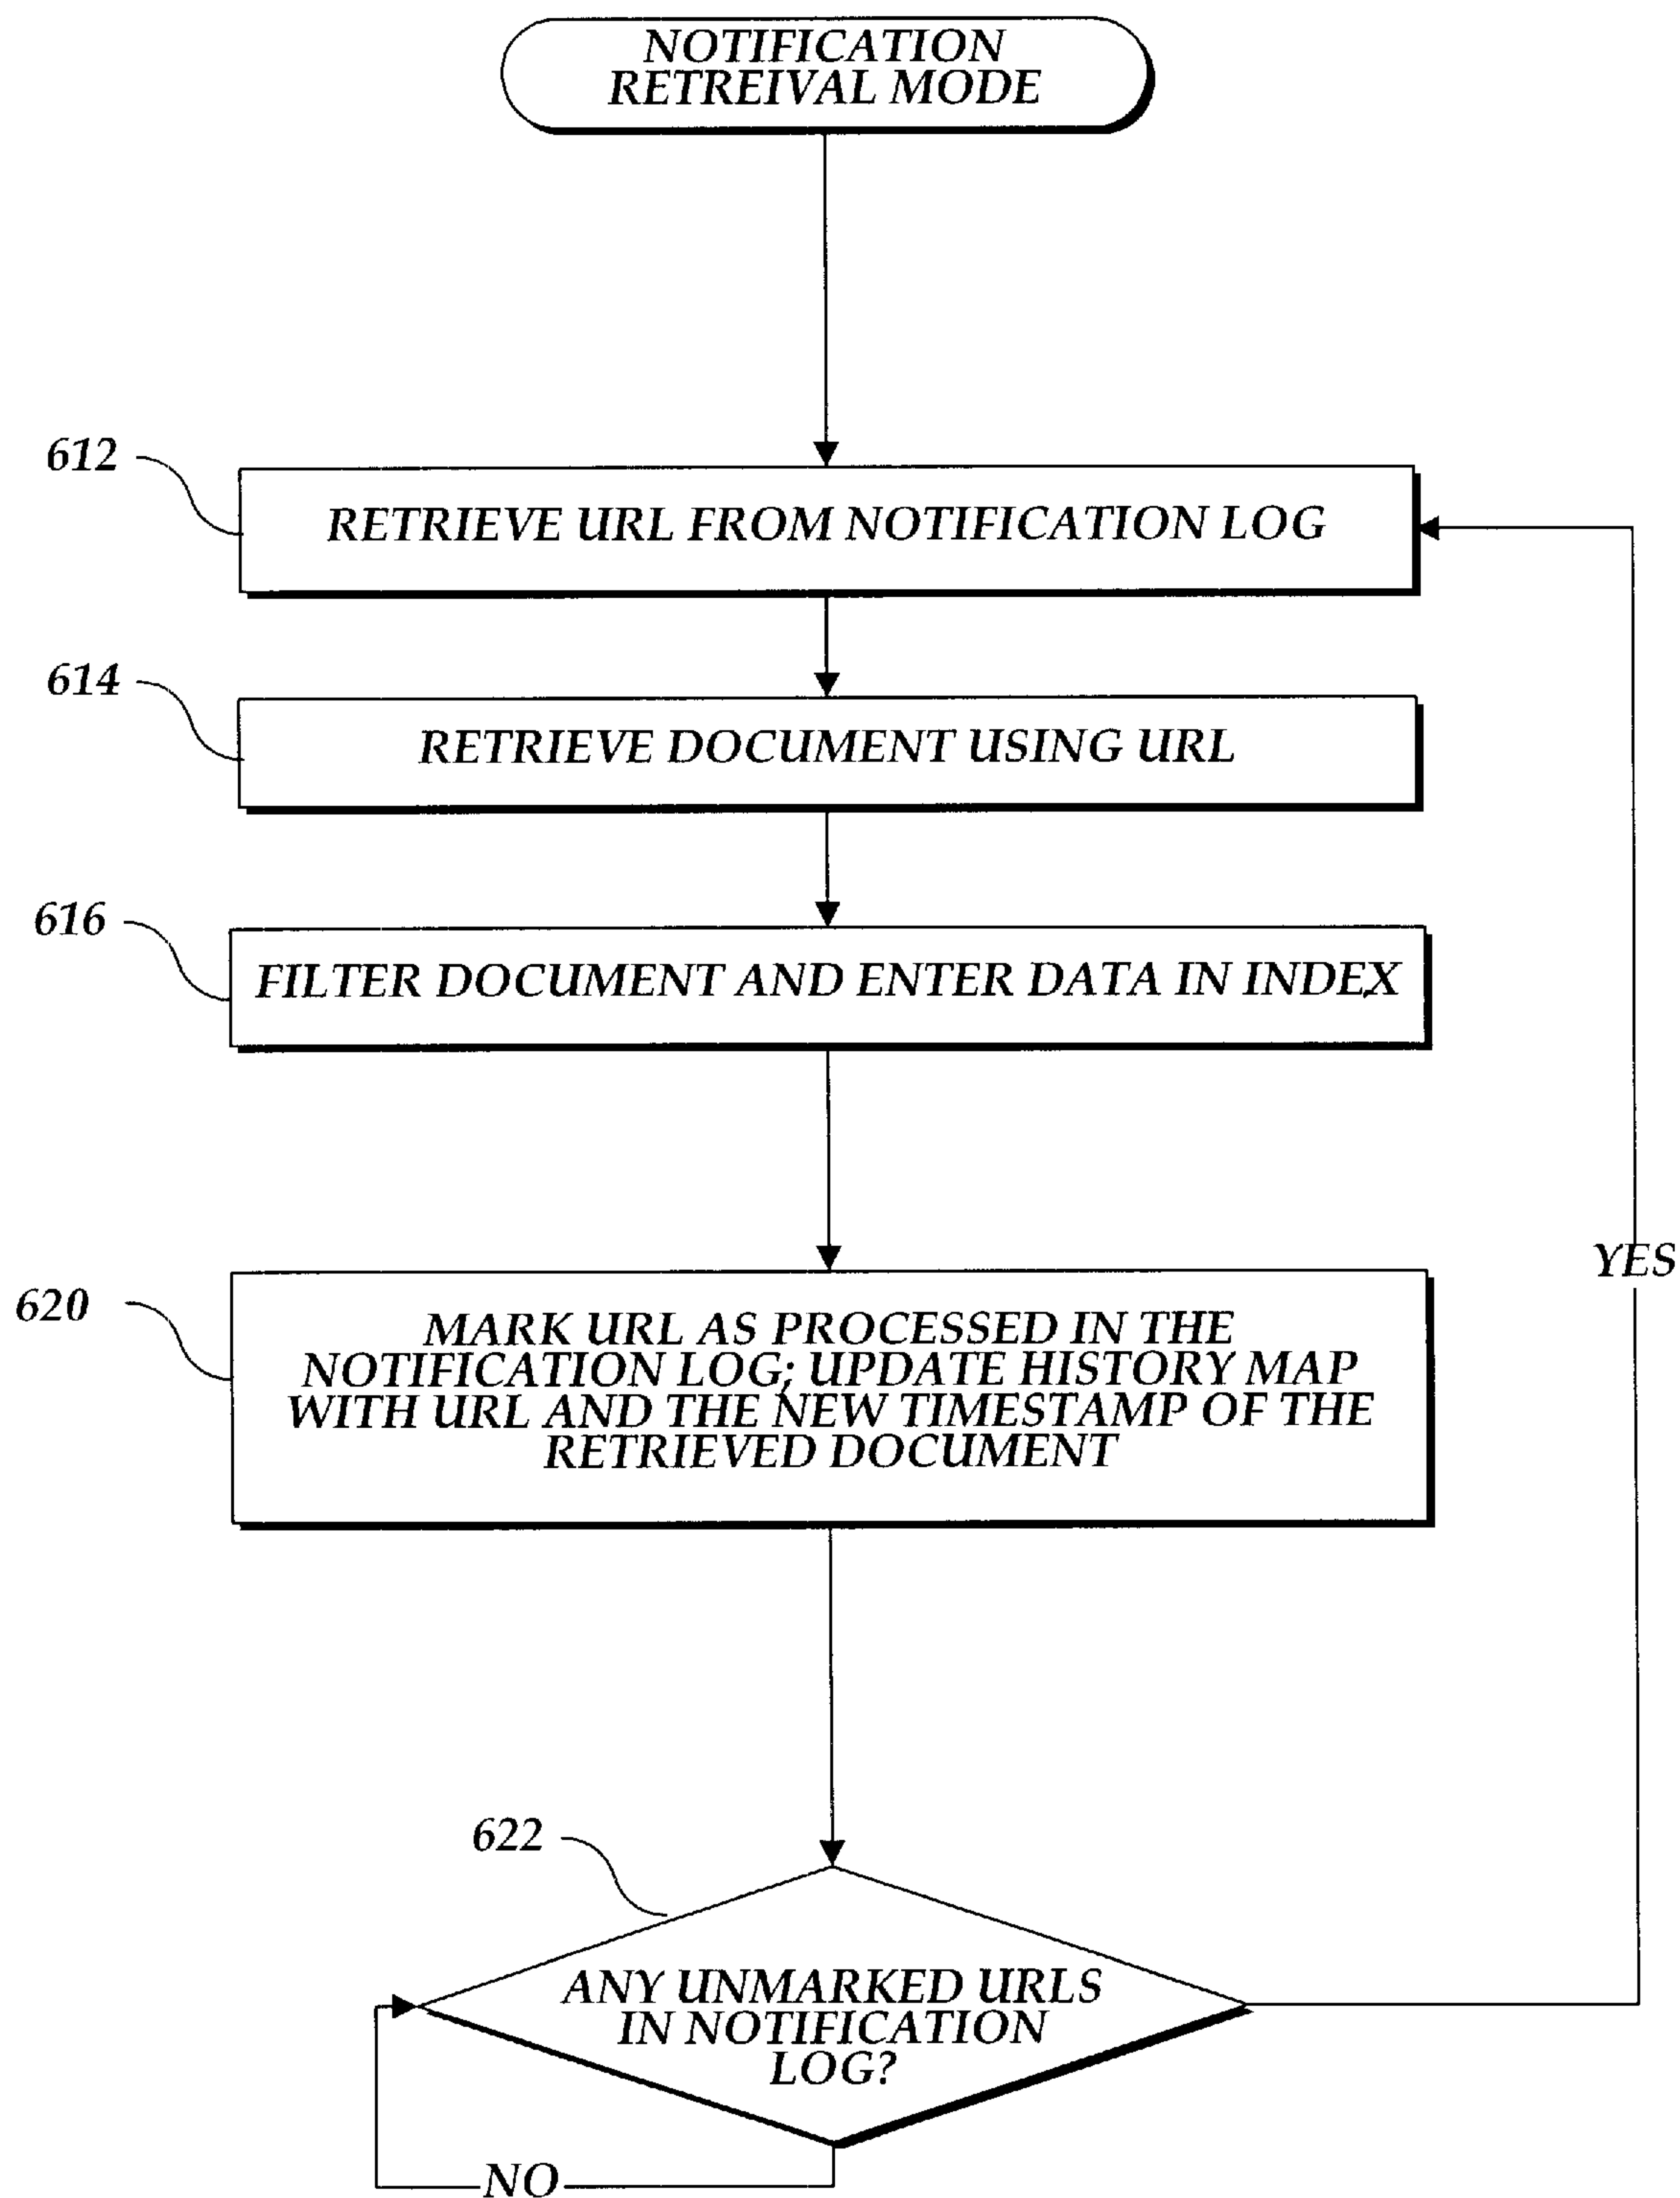 NOTIFICATION
RETREIVAL MODE
612
RETRIEVE URL FROM NOTIFICATION LOG
614
RETRIEVE DOCUMENT USING URL
616
FILTER DOCUMENT AND ENTER DATA IN INDEX
YES
620
MARK URL AS PROCESSED IN THE
NOTIFICATION LOG; UPDATE HISTORY MAP
WITH URL AND THE NEW TIMESTAMP OF THE
RETRIEVED DOCUMENT
622
ANY UNMARKED URLS
IN NOTIFICATION
LOG?
NO